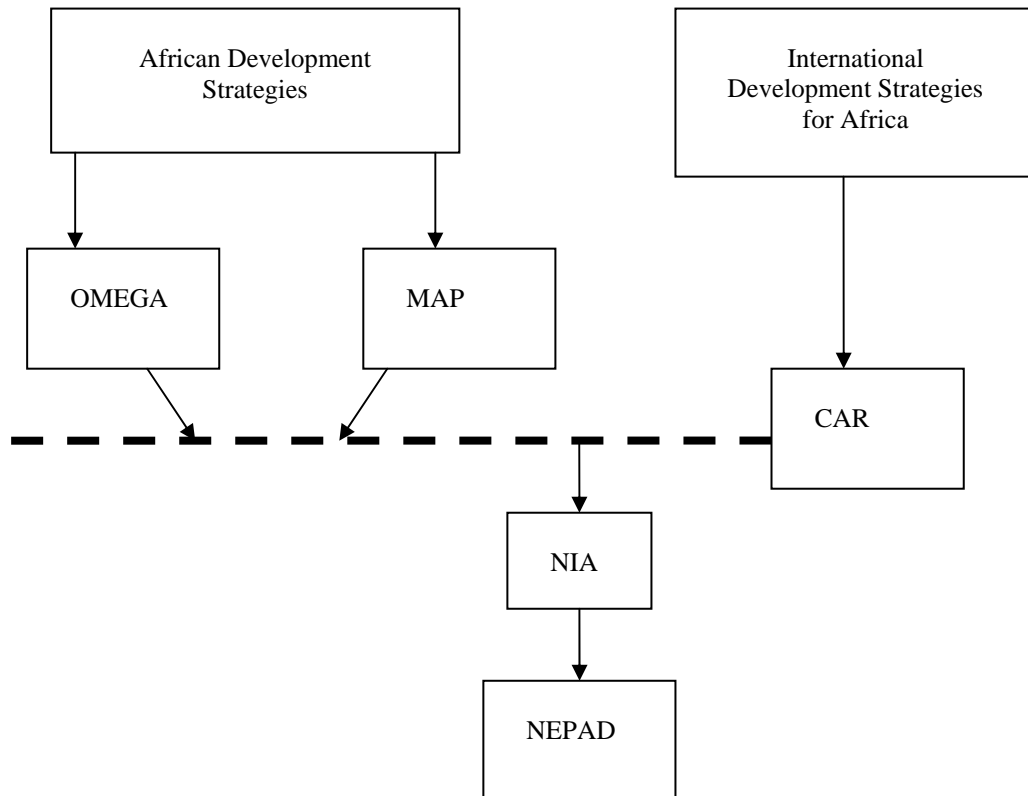 African Development
Strategies
International
Development Strategies
for Africa
OMEGA
MAP
CAR
NIA
NEPAD